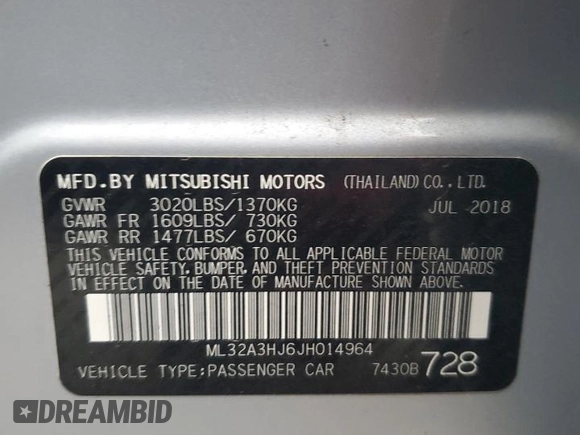 MFD.BY MITSUBISHI MOTORS (THAILAND) CO., LTD.
GVWR 3020LBS/1370KG JUL 2018
GAWR FR 1609LBS/ 730KG
GAWR RR 1477LBS/ 670KG
THIS VEHICLE CONFORMS TO ALL APPLICABLE FEDERAL MOTOR
VEHICLE SAFETY, BUMPER, AND THEFT PREVENTION STANDARDS
IN EFFECT ON THE DATE OF MANUFACTURE SHOWN ABOVE.
ML32A3HJ6JH014964
VEHICLE TYPE:PASSENGER CAR 7430B 728
DREAMBID